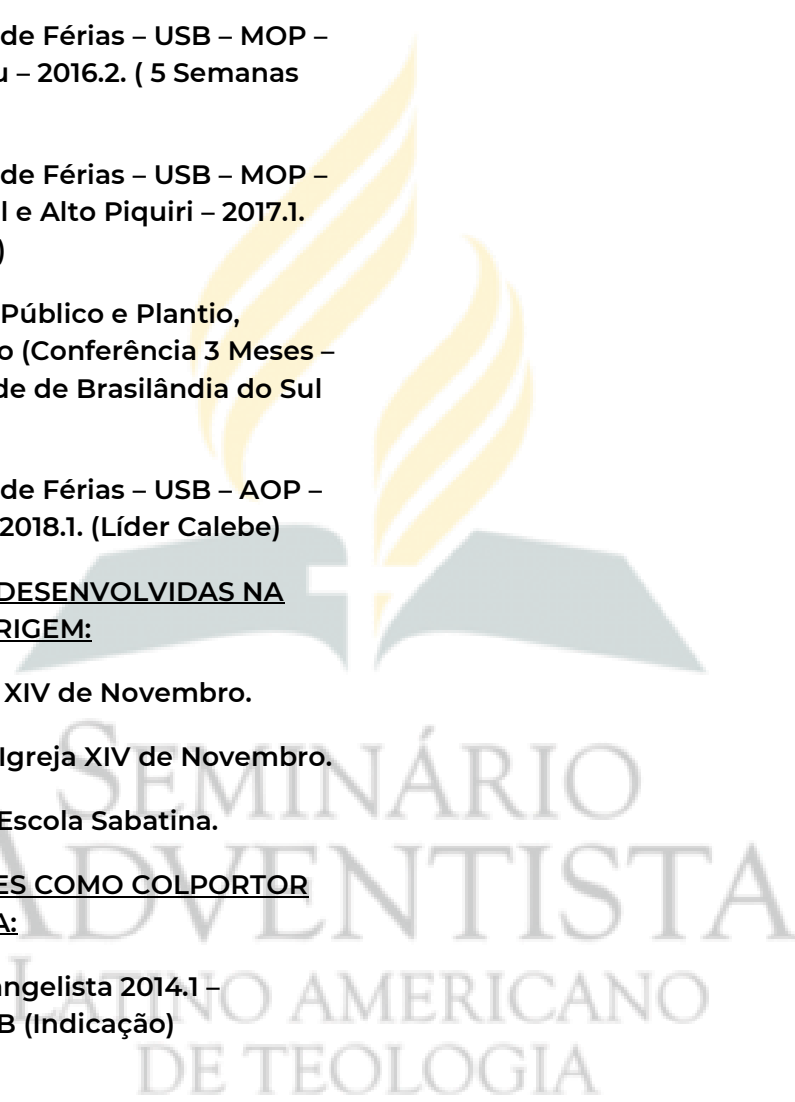 de Férias – USB – MOP –
u – 2016.2. ( 5 Semanas
de Férias – USB – MOP –
l e Alto Piquiri – 2017.1.
)
Público e Plantio,
o (Conferência 3 Meses –
de de Brasilândia do Sul
de Férias – USB – AOP –
2018.1. (Líder Calebe)
DESENVOLVIDAS NA
RIGEM:
XIV de Novembro.
Igreja XIV de Novembro.
Escola Sabatina.
ES COMO COLPORTOR
A:
angelista 2014.1 –
B (Indicação)
SEMINÁRIO
ADVENTISTA
LATINO AMERICANO
DE TEOLOGIA